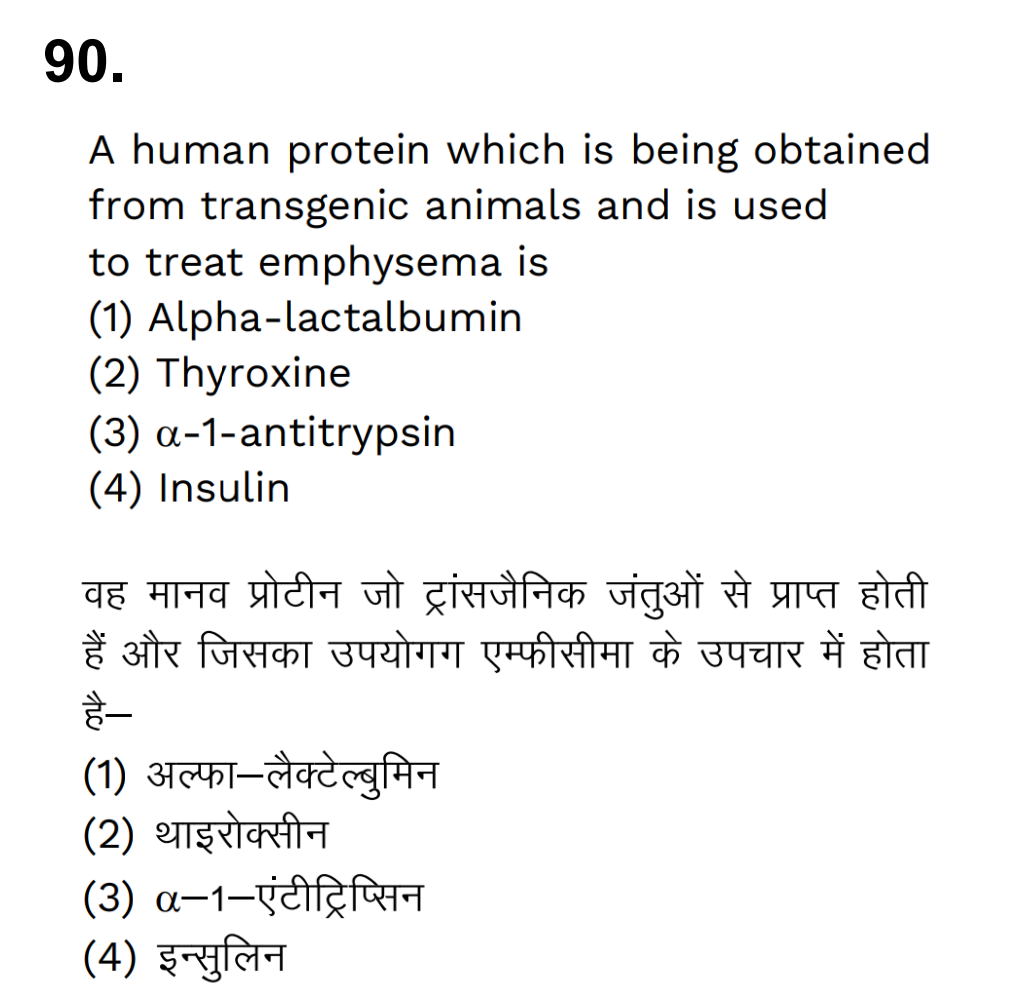 90.
A human protein which is being obtained
from transgenic animals and is used
to treat emphysema is
(1) Alpha-lactalbumin
(2) Thyroxine
(3) α-1-antitrypsin
(4) Insulin
वह मानव प्रोटीन जो ट्रांसजैनिक जंतुओं से प्राप्त होती
हैं और जिसका उपयोगग एम्फीसीमा के उपचार में होता
है–
(1) अल्फा–लैक्टेल्बुमिन
(2) थाइरोक्सीन
(3) α–1–एंटीट्रिप्सिन
(4) इन्सुलिन